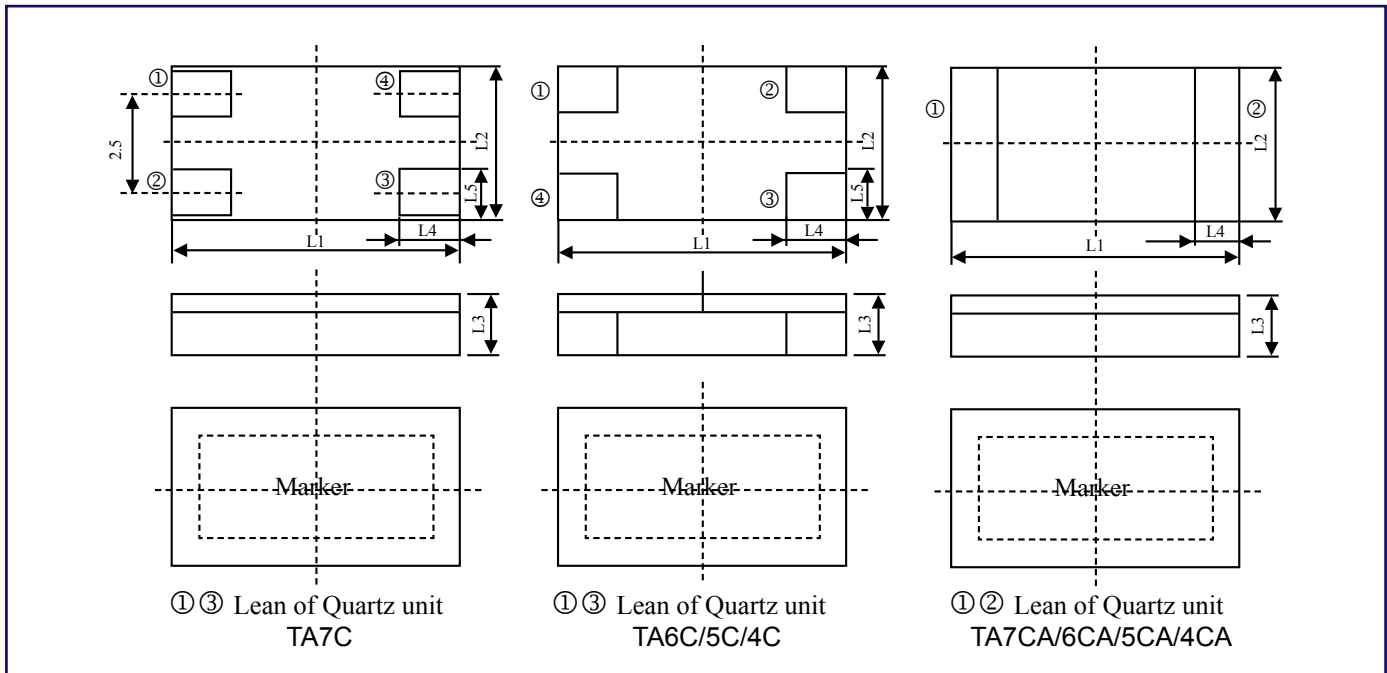 ① ④
2.5
L2
② ③
L5
L4
L1
L3
Marker
①③ Lean of Quartz unit
TA7C
① ②
L2
④ ③
L5
L4
L1
L3
Marker
①③ Lean of Quartz unit
TA6C/5C/4C
① ②
L2
L4
L1
L3
Marker
①② Lean of Quartz unit
TA7CA/6CA/5CA/4CA